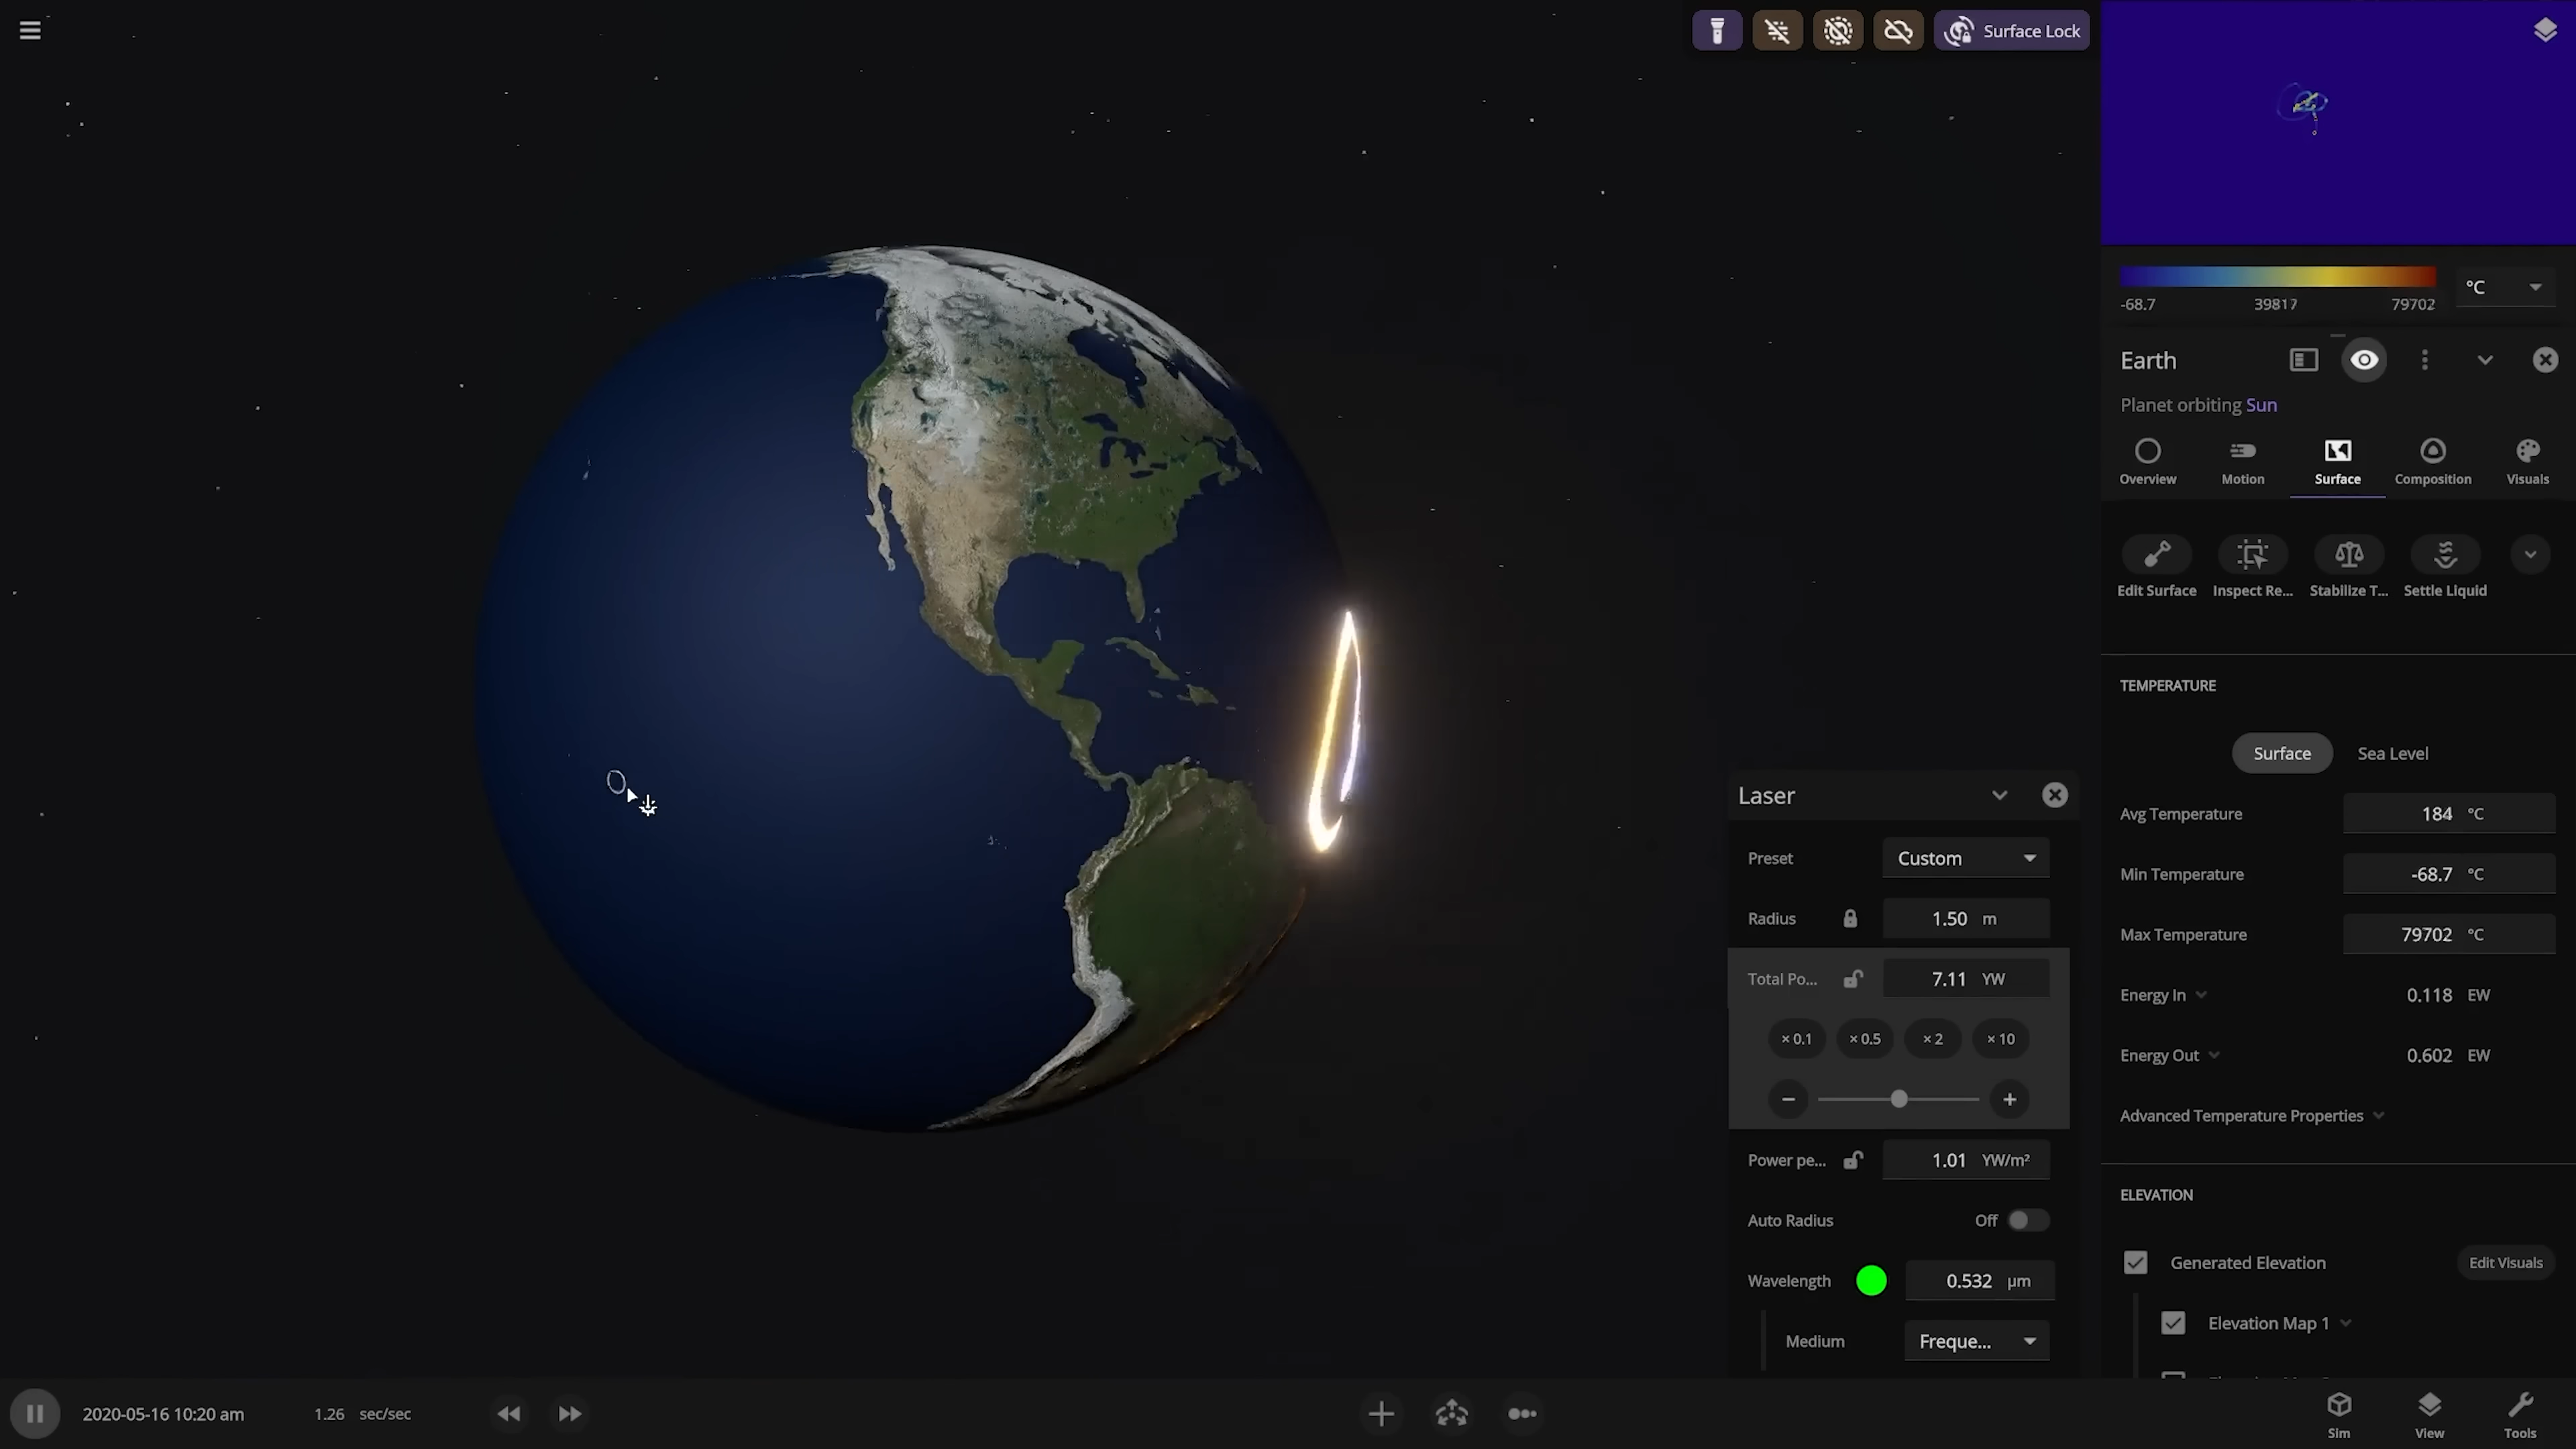 Surface Lock
-68.7 39817 79702
°C
Earth
Planet orbiting Sun
Overview Motion Surface Composition Visuals
Edit Surface Inspect Re... Stabilize T... Settle Liquid
TEMPERATURE
Surface Sea Level
Avg Temperature 184 °C
Min Temperature -68.7 °C
Max Temperature 79702 °C
Energy In 0.118 EW
Energy Out 0.602 EW
Advanced Temperature Properties
ELEVATION
Generated Elevation Edit Visuals
Elevation Map 1
Laser
Preset Custom
Radius 1.50 m
Total Po... 7.11 YW
× 0.1 × 0.5 × 2 × 10
Power pe... 1.01 YW/m²
Auto Radius Off
Wavelength 0.532 µm
Medium Freque...
2020-05-16 10:20 am 1.26 sec/sec
Sim View Tools